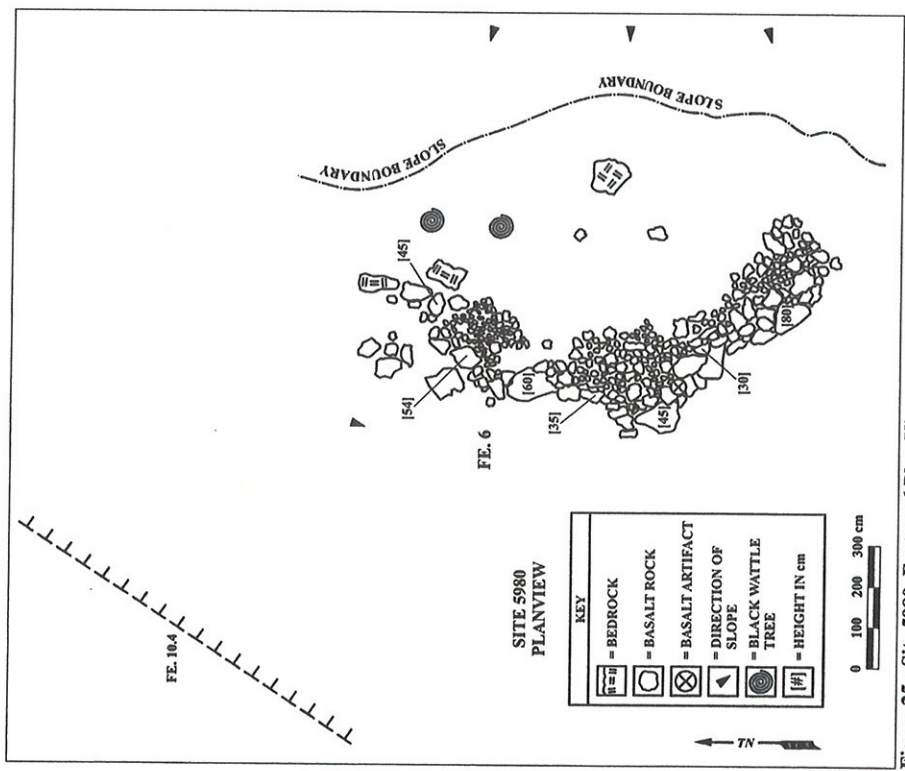 SLOPE BOUNDARY
SLOPE BOUNDARY
[45]
[54]
[60]
[35]
[45]
[30]
[80]
FE. 6
FE. 10.4
SITE 5980
PLANVIEW
KEY
= BEDROCK
= BASALT ROCK
= BASALT ARTIFACT
= DIRECTION OF
SLOPE
= BLACK WATTLE
TREE
[#] = HEIGHT IN cm
TN
0 100 200 300 cm